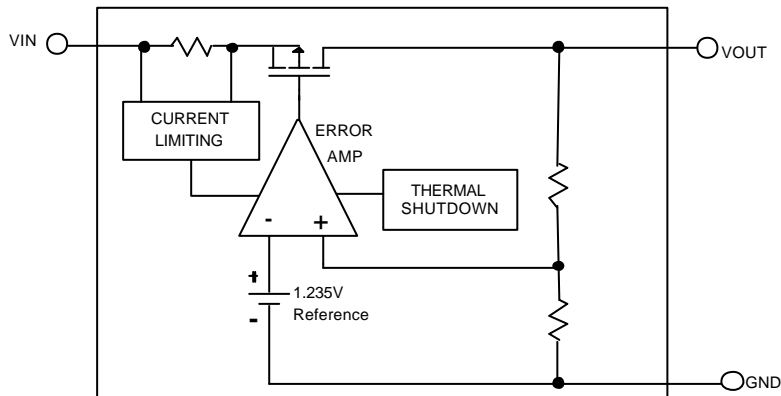 VIN
VOUT
CURRENT
LIMITING
ERROR
AMP
THERMAL
SHUTDOWN
- +
+
1.235V
Reference
-
GND